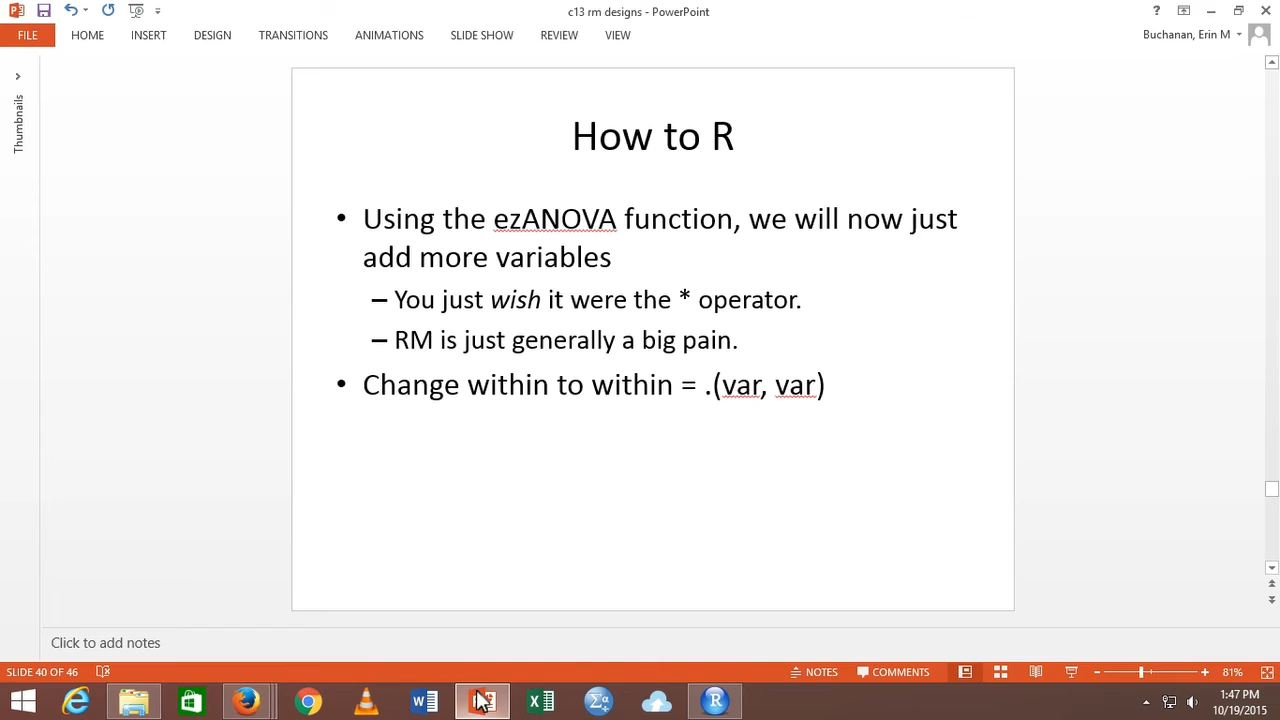 c13 rm designs - PowerPoint
?
FILE HOME INSERT DESIGN TRANSITIONS ANIMATIONS SLIDE SHOW REVIEW VIEW
Buchanan, Erin M
Thumbnails
How to R
• Using the ezANOVA function, we will now just
add more variables
– You just wish it were the * operator.
– RM is just generally a big pain.
• Change within to within = .(var, var)
Click to add notes
SLIDE 40 OF 46
NOTES COMMENTS
81%
1:47 PM
10/19/2015